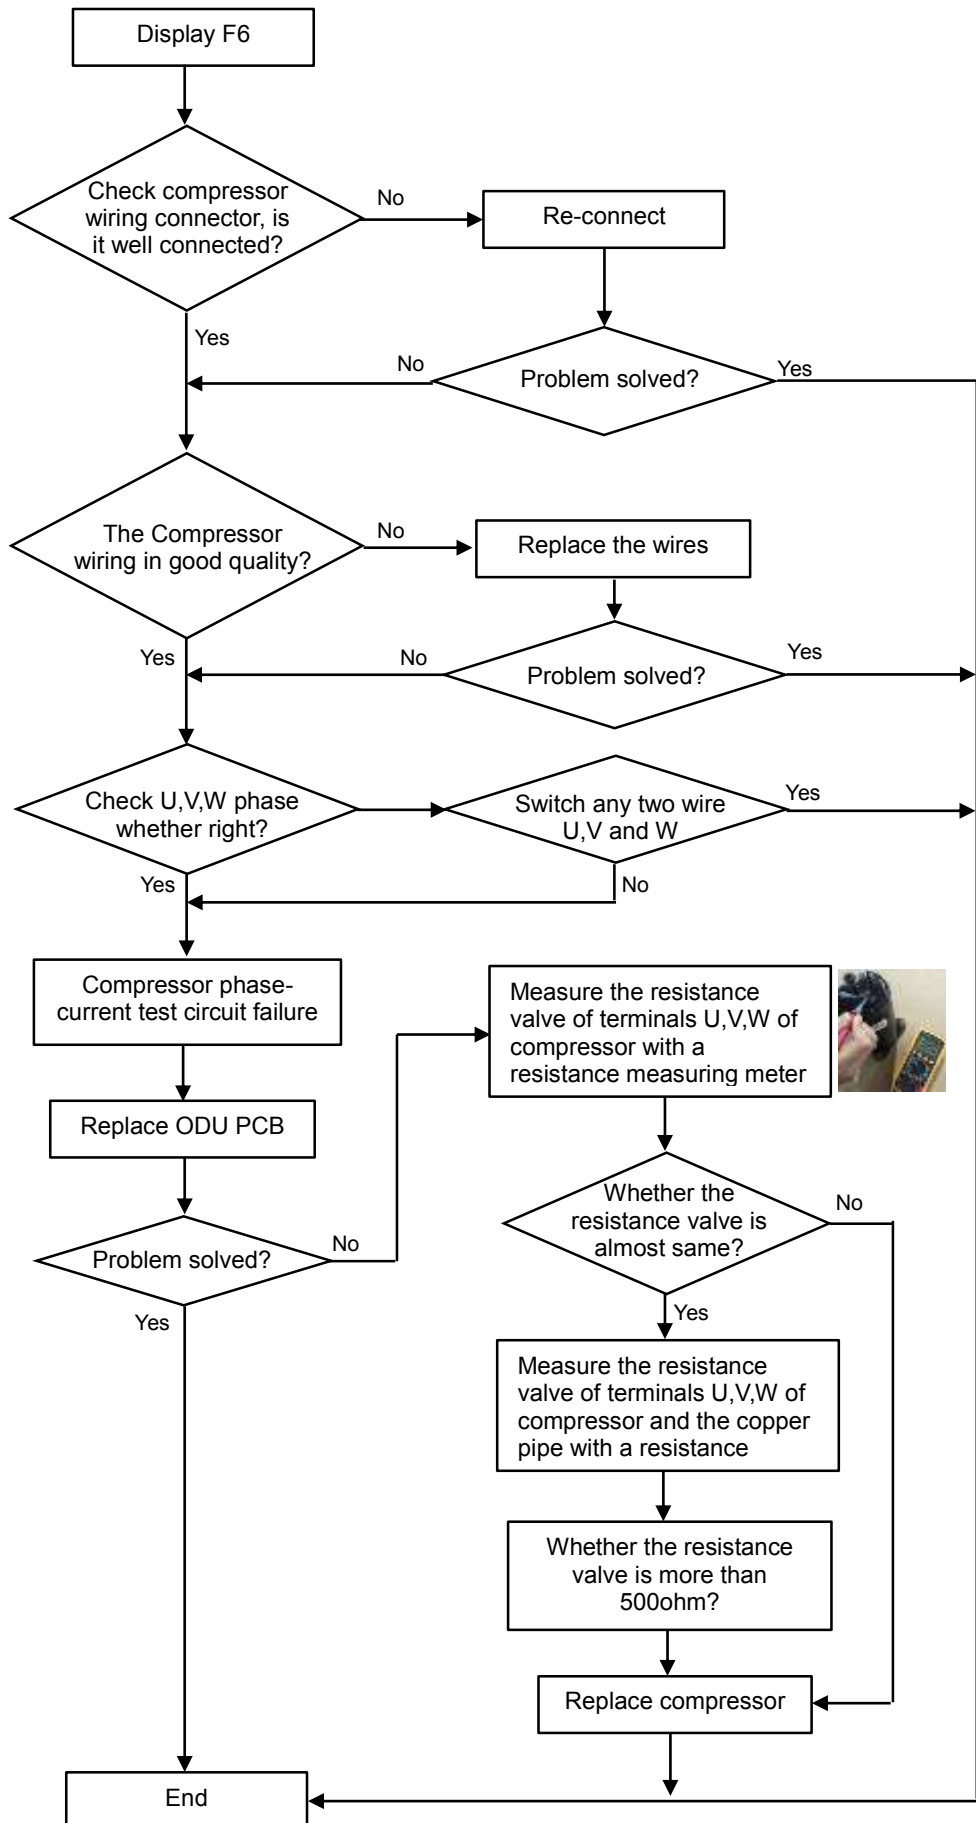 Display F6
Check compressor
wiring connector, is
it well connected?
No
Re-connect
Yes
No
Problem solved?
Yes
The Compressor
wiring in good quality?
No
Replace the wires
Yes
No
Problem solved?
Yes
Check U,V,W phase
whether right?
Switch any two wire
U,V and W
Yes
Yes
No
Compressor phase-
current test circuit failure
Measure the resistance
valve of terminals U,V,W of
compressor with a
resistance measuring meter
Replace ODU PCB
Problem solved?
No
Whether the
resistance valve is
almost same?
No
Yes
Yes
Measure the resistance
valve of terminals U,V,W of
compressor and the copper
pipe with a resistance
Whether the resistance
valve is more than
500ohm?
Replace compressor
End